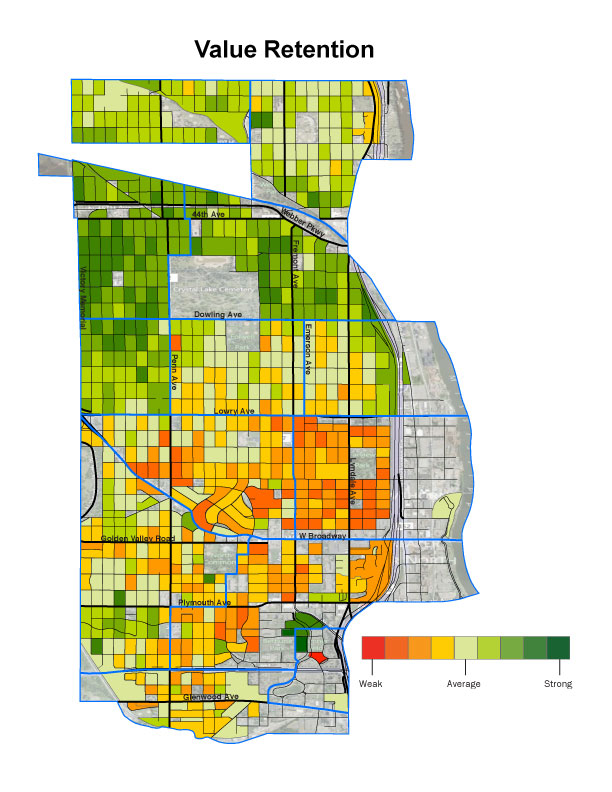 Value Retention
44th Ave
Webber Pkwy
Fremont Ave
Crystal Lake Cemetery
Dowling Ave
Penn Ave
Emerson Ave
Lowry Ave
Lyndale Ave
Golden Valley Road
W Broadway
Plymouth Ave
Glenwood Ave
Weak
Average
Strong